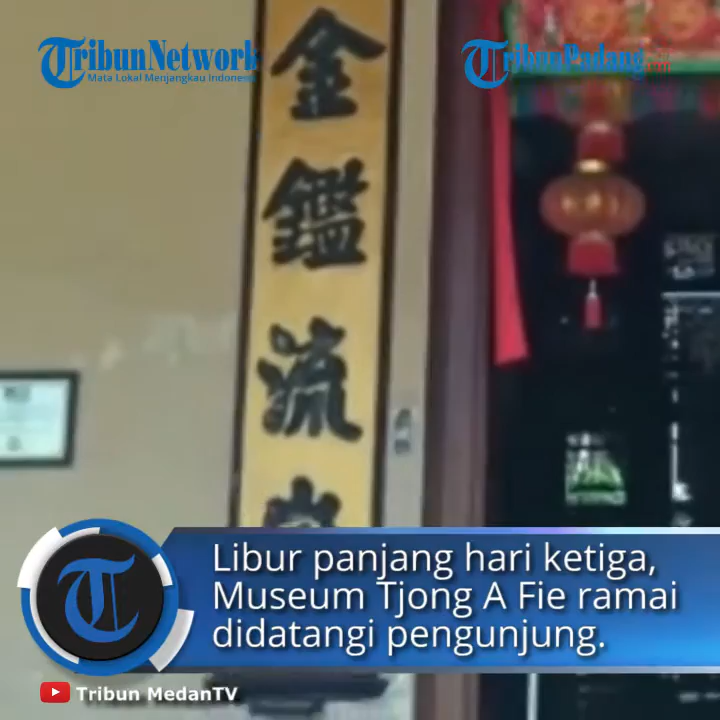 TribunNetwork
Mata Lokal Menjangkau Indonesia
TribunPadang.com
金鑑流
Libur panjang hari ketiga,
Museum Tjong A Fie ramai
didatangi pengunjung.
Tribun MedanTV